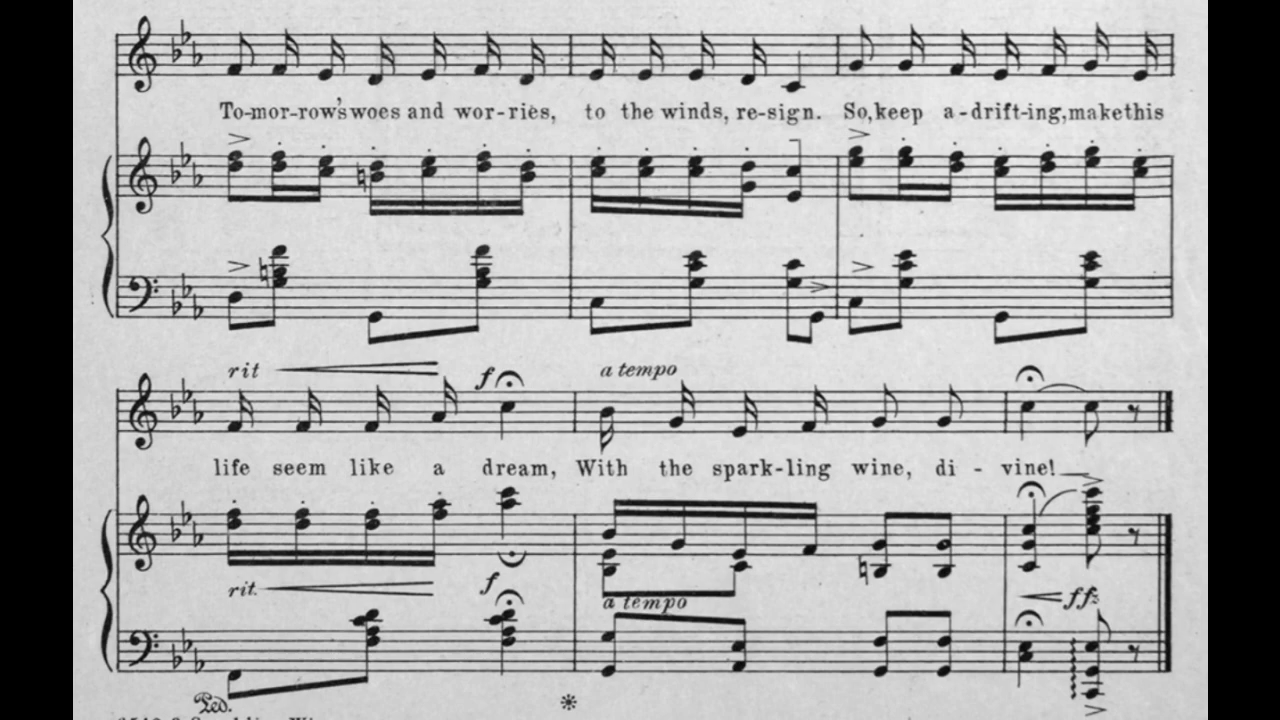 To-mor-row's woes and wor-ries, to the winds, re-sign. So, keep a-drift-ing, make this
rit f a tempo
life seem like a dream, With the spark-ling wine, di - vine!
rit. f a tempo ffz
Ped. *